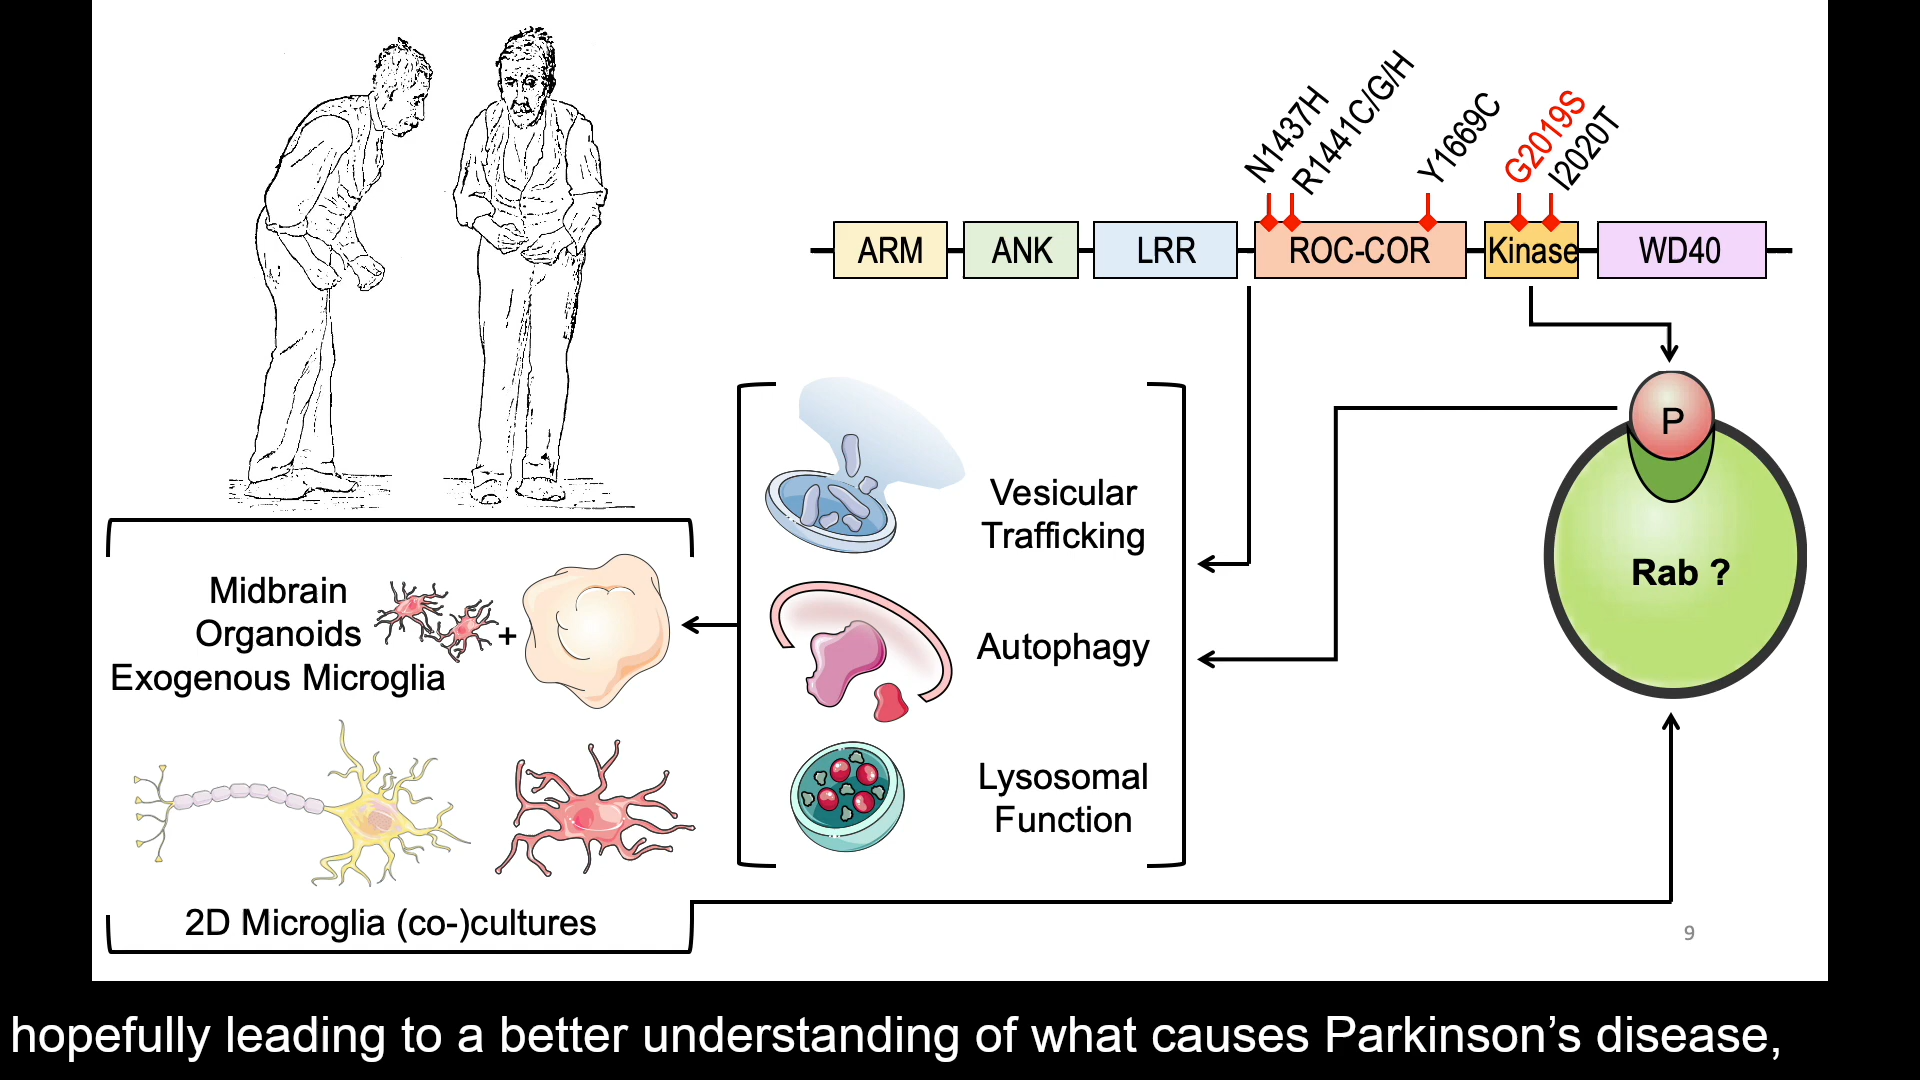 N1437H
R1441C/G/H
Y1669C
G2019S
I2020T
ARM
ANK
LRR
ROC-COR
Kinase
WD40
P
Rab ?
Vesicular
Trafficking
Autophagy
Lysosomal
Function
Midbrain
Organoids
+
Exogenous Microglia
2D Microglia (co-)cultures
9
hopefully leading to a better understanding of what causes Parkinson’s disease,